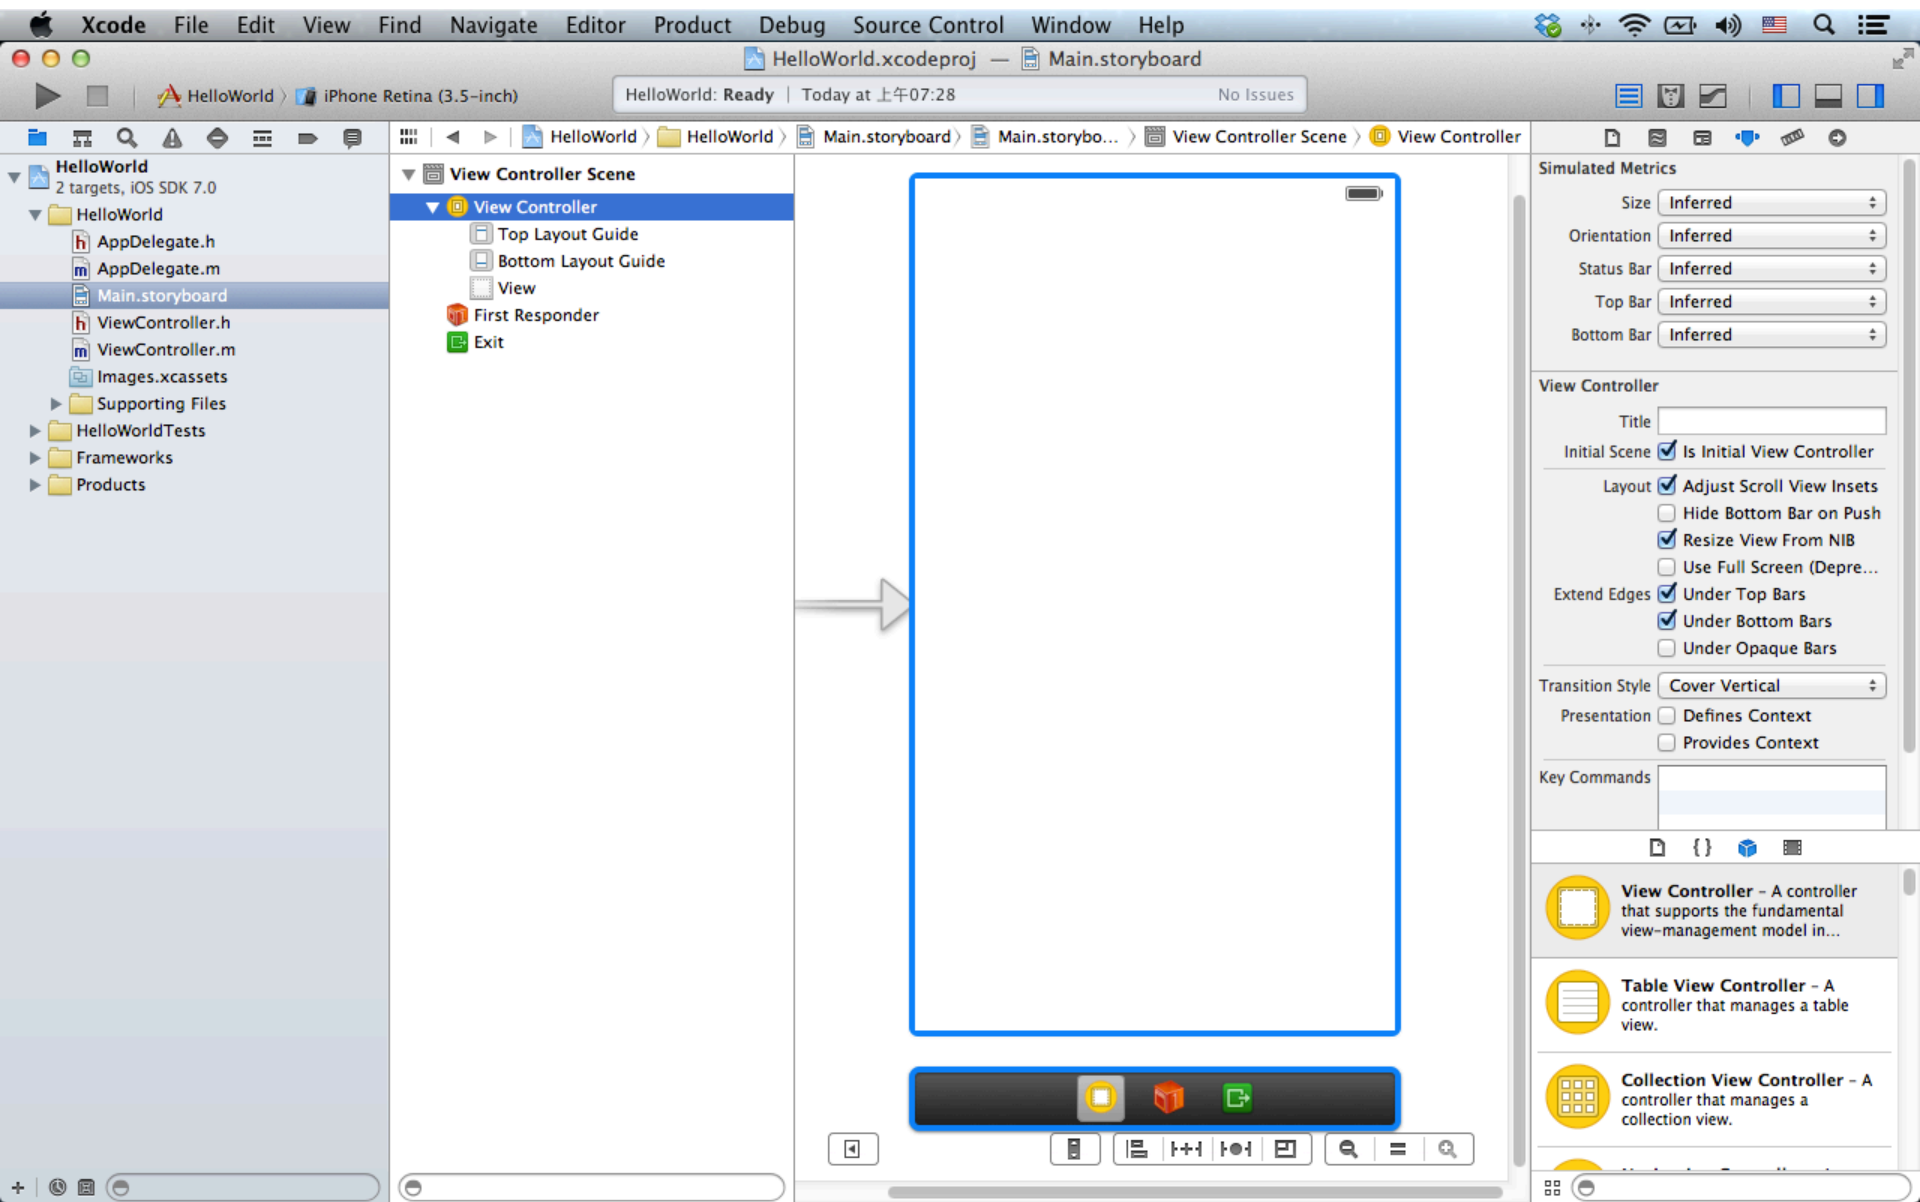 Xcode File Edit View Find Navigate Editor Product Debug Source Control Window Help
HelloWorld.xcodeproj — Main.storyboard
HelloWorld iPhone Retina (3.5-inch)
HelloWorld: Ready | Today at 上午07:28 No Issues
HelloWorld HelloWorld Main.storyboard Main.storybo... View Controller Scene View Controller
HelloWorld
2 targets, iOS SDK 7.0
HelloWorld
AppDelegate.h
AppDelegate.m
Main.storyboard
ViewController.h
ViewController.m
Images.xcassets
Supporting Files
HelloWorldTests
Frameworks
Products
View Controller Scene
View Controller
Top Layout Guide
Bottom Layout Guide
View
First Responder
Exit
Simulated Metrics
Size Inferred
Orientation Inferred
Status Bar Inferred
Top Bar Inferred
Bottom Bar Inferred
View Controller
Title
Initial Scene Is Initial View Controller
Layout Adjust Scroll View Insets
Hide Bottom Bar on Push
Resize View From NIB
Use Full Screen (Depre...
Extend Edges Under Top Bars
Under Bottom Bars
Under Opaque Bars
Transition Style Cover Vertical
Presentation Defines Context
Provides Context
Key Commands
View Controller - A controller
that supports the fundamental
view-management model in...
Table View Controller - A
controller that manages a table
view.
Collection View Controller - A
controller that manages a
collection view.